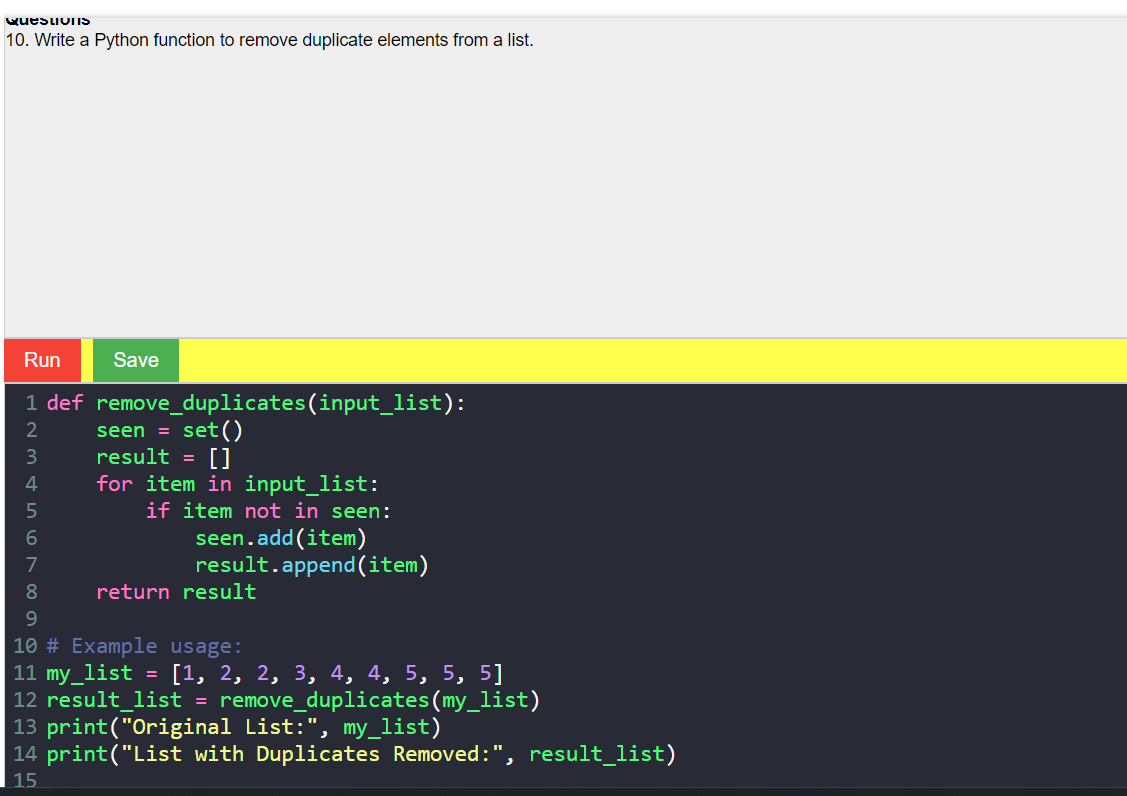 Questions
10. Write a Python function to remove duplicate elements from a list.
Run Save
1 def remove_duplicates(input_list):
2     seen = set()
3     result = []
4     for item in input_list:
5         if item not in seen:
6             seen.add(item)
7             result.append(item)
8     return result
9
10 # Example usage:
11 my_list = [1, 2, 2, 3, 4, 4, 5, 5, 5]
12 result_list = remove_duplicates(my_list)
13 print("Original List:", my_list)
14 print("List with Duplicates Removed:", result_list)
15